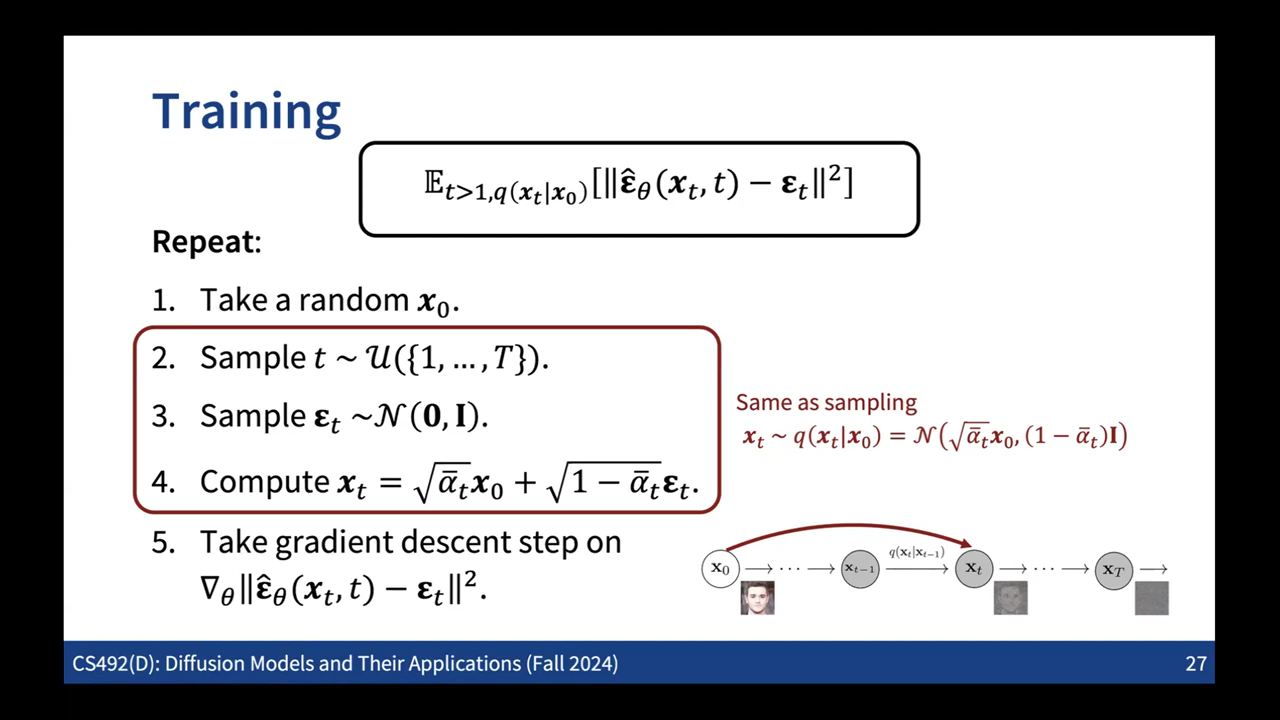 Training
𝔼_{t>1,q(𝒙_t|𝒙_0)}[‖ε̂_θ(𝒙_t, t) − ε_t‖²]
Repeat:
1. Take a random 𝒙_0.
2. Sample t ~ 𝒰({1, … , T}).
3. Sample ε_t ~𝒩(𝟎, 𝐈).
4. Compute 𝒙_t = √ᾱ_t 𝒙_0 + √(1 − ᾱ_t) ε_t.
Same as sampling
𝒙_t ~ q(𝒙_t|𝒙_0) = 𝒩(√ᾱ_t 𝒙_0, (1 − ᾱ_t)𝐈)
5. Take gradient descent step on
∇_θ‖ε̂_θ(𝒙_t, t) − ε_t‖².
q(𝐱_t|𝐱_{t−1})
𝐱_0 → ⋯ → 𝐱_{t−1} → 𝐱_t → ⋯ → 𝐱_T →
CS492(D): Diffusion Models and Their Applications (Fall 2024)
27